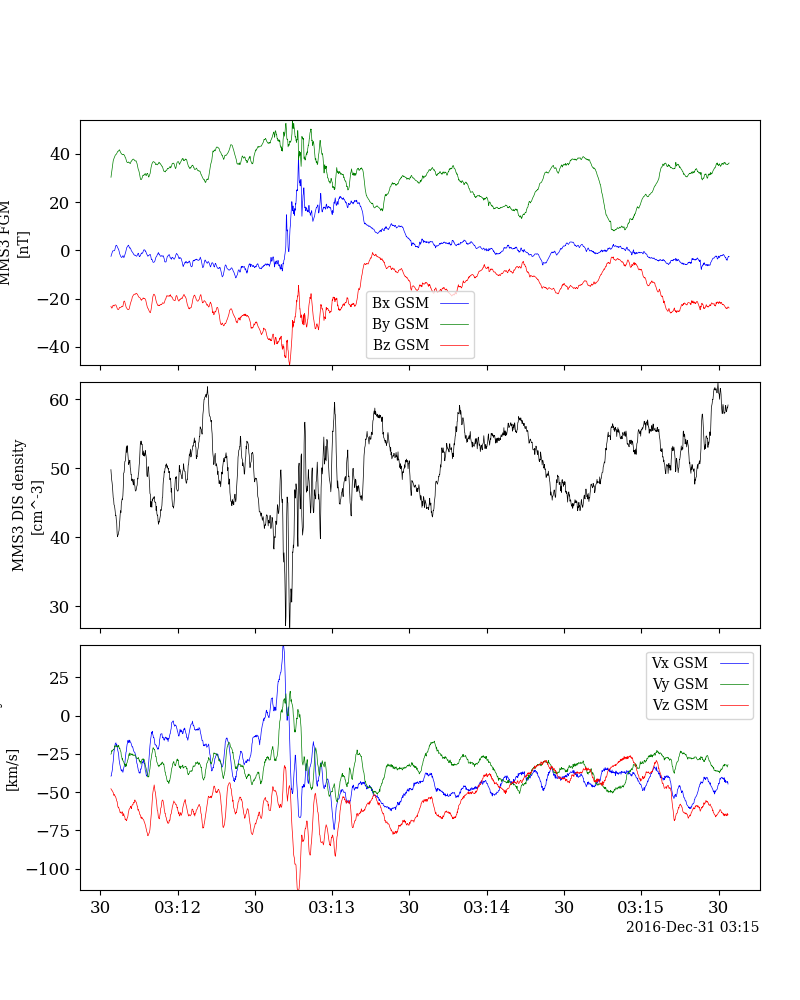 40
20
0
−20
−40
MMS3 FGM
[nT]
Bx GSM
By GSM
Bz GSM
60
50
40
30
MMS3 DIS density
[cm^-3]
25
0
−25
−50
−75
−100
[km/s]
Vx GSM
Vy GSM
Vz GSM
30 03:12 30 03:13 30 03:14 30 03:15 30
2016-Dec-31 03:15